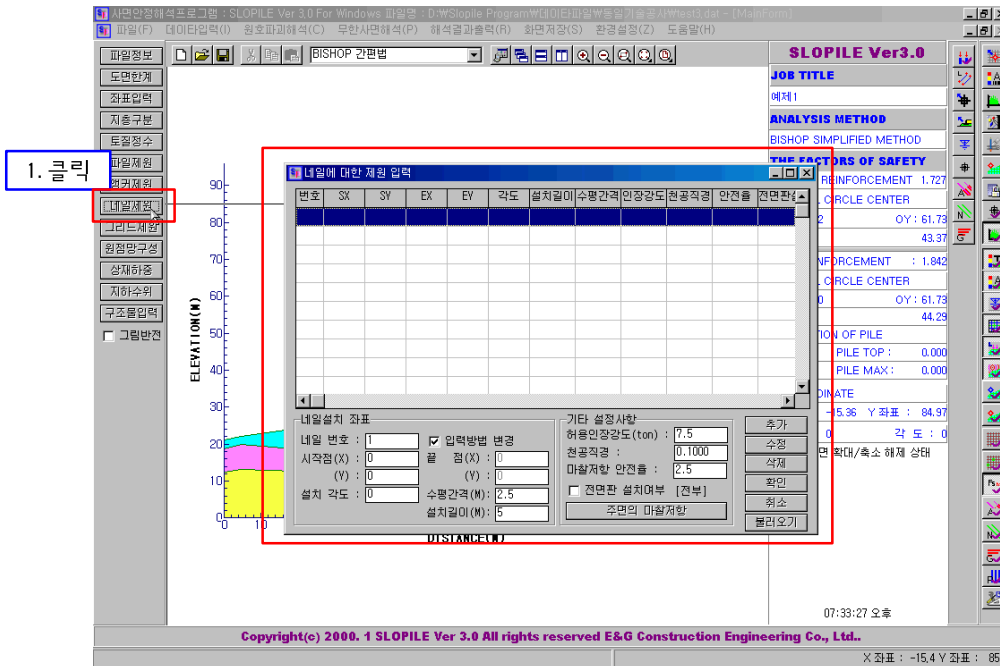 사면안정해석프로그램 : SLOPILE Ver 3,0 For Windows 파일명 : D:₩Slopile Program₩데이타파일₩동일기술공사₩test3.dat - [MainForm]
파일(F) 데이타입력(I) 원호파괴해석(C) 무한사면해석(P) 해석결과출력(R) 화면저장(S) 환경설정(Z) 도움말(H)
BISHOP 간편법
파일정보
도면한계
좌표입력
지층구분
토질정수
파일제원
앵커제원
네일제원
그리드제원
원점망구성
상재하중
지하수위
구조물입력
그림반전
1. 클릭
ELEVATION(M)
90
80
70
60
50
40
30
20
10
0
0 10
DISTANCE(M)
네일에 대한 제원 입력
번호 SX SY EX EY 각도 설치길이 수평간격 인장강도 천공직경 안전율
네일설치 좌표
네일 번호 : 1 입력방법 변경
시작점(X) : 0 끝 점(X) : 0
(Y) : 0 (Y) : 0
설치 각도 : 0 수평간격(M): 2.5
설치길이(M): 5
기타 설정사항
허용인장강도(ton) : 7.5
천공직경 : 0.1000
마찰저항 안전율 : 2.5
전면판 설치여부 [전부]
주면의 마찰저항
추가
수정
삭제
확인
취소
불러오기
SLOPILE Ver3.0
JOB TITLE
예제1
ANALYSIS METHOD
BISHOP SIMPLIFIED METHOD
THE FACTORS OF SAFETY
REINFORCEMENT 1.727
CIRCLE CENTER
OY: 61.73
43.37
: 1.842
CIRCLE CENTER
OY: 61.73
44.29
OF PILE
PILE TOP : 0.000
PILE MAX : 0.000
-15.36 Y 좌표 : 84.97
0 각 도 : 0
확대/축소 해제 상태
07:33:27 오후
Copyright(c) 2000. 1 SLOPILE Ver 3.0 All rights reserved E&G Construction Engineering Co., Ltd..
X 좌표 : -15,4 Y 좌표 : 85